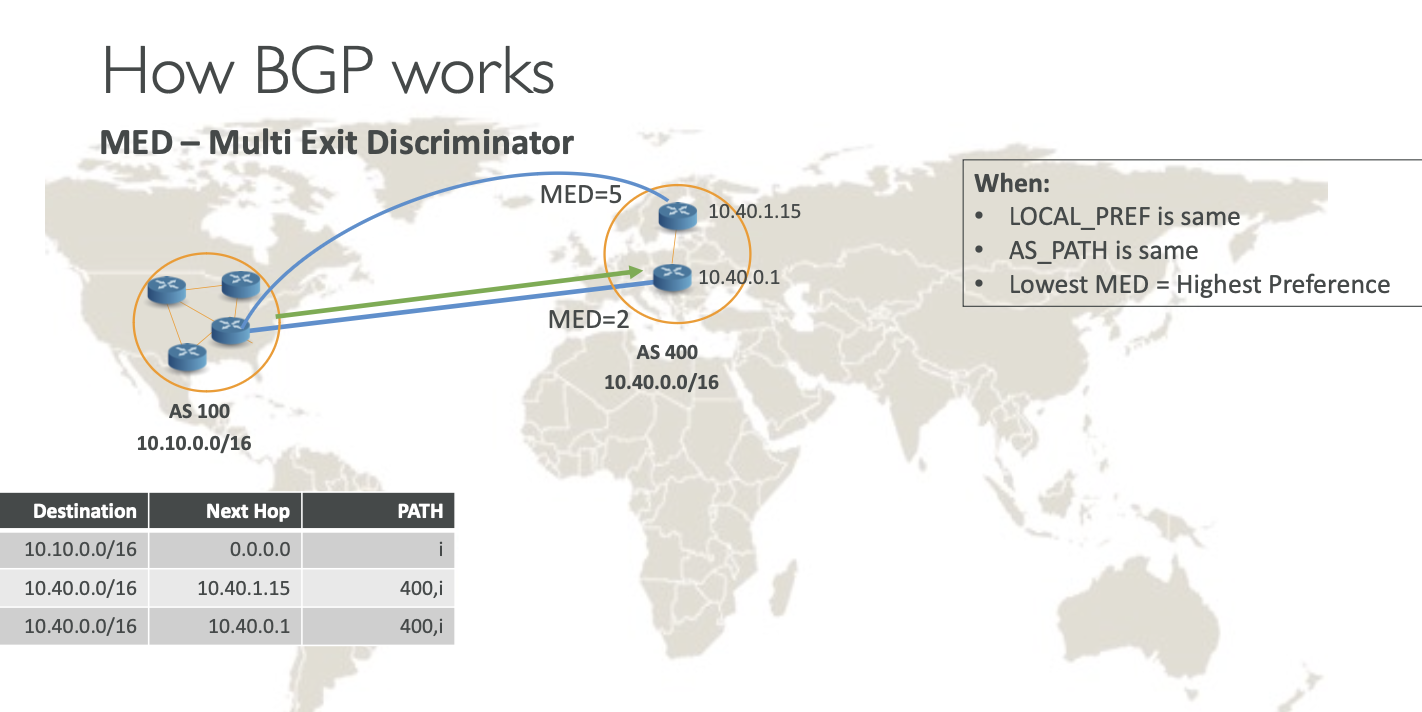 How BGP works
MED – Multi Exit Discriminator
MED=5
10.40.1.15
10.40.0.1
MED=2
AS 400
10.40.0.0/16
AS 100
10.10.0.0/16
When:
• LOCAL_PREF is same
• AS_PATH is same
• Lowest MED = Highest Preference
Destination Next Hop PATH
10.10.0.0/16 0.0.0.0 i
10.40.0.0/16 10.40.1.15 400,i
10.40.0.0/16 10.40.0.1 400,i